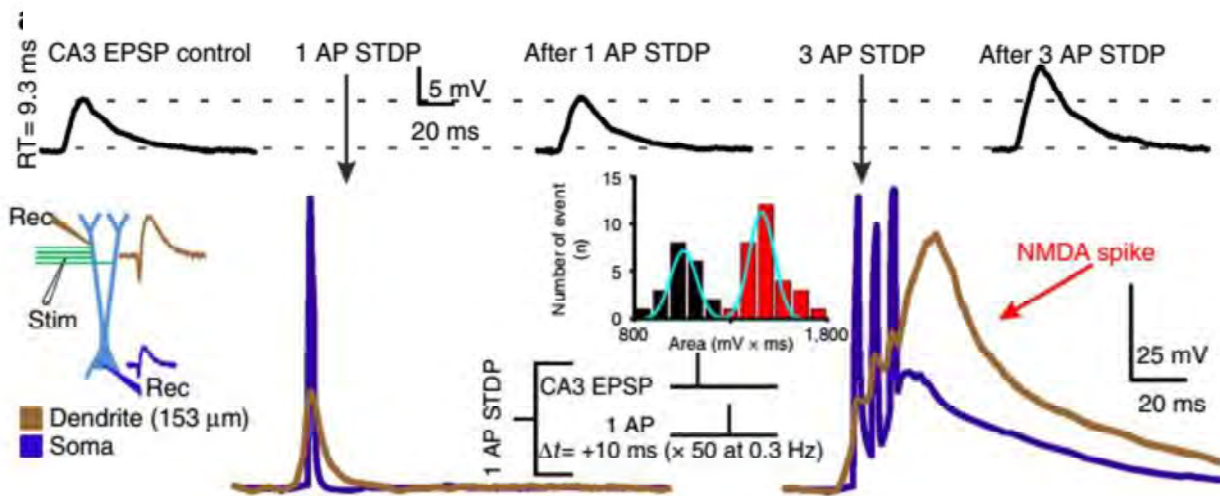 a
CA3 EPSP control
1 AP STDP
After 1 AP STDP
3 AP STDP
After 3 AP STDP
RT= 9.3 ms
5 mV
20 ms
Rec
Stim
Rec
Dendrite (153 μm)
Soma
Number of event
(n)
15
10
5
0
800
Area (mV × ms)
1,800
1 AP STDP
CA3 EPSP
1 AP
Δt= +10 ms (× 50 at 0.3 Hz)
NMDA spike
25 mV
20 ms